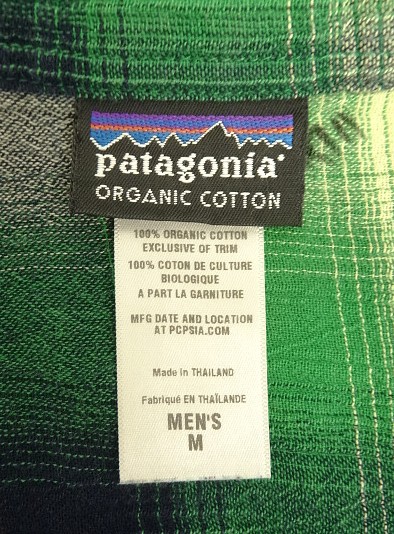 patagonia®
ORGANIC COTTON
100% ORGANIC COTTON
EXCLUSIVE OF TRIM
100% COTON DE CULTURE
BIOLOGIQUE
A PART LA GARNITURE
MFG DATE AND LOCATION
AT PCPSIA.COM
Made in THAILAND
Fabriqué EN THAÏLANDE
MEN'S
M